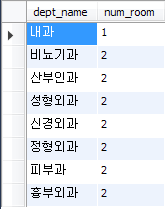 dept_name num_room
내과 1
비뇨기과 2
산부인과 2
성형외과 2
신경외과 2
정형외과 2
피부과 2
흉부외과 2